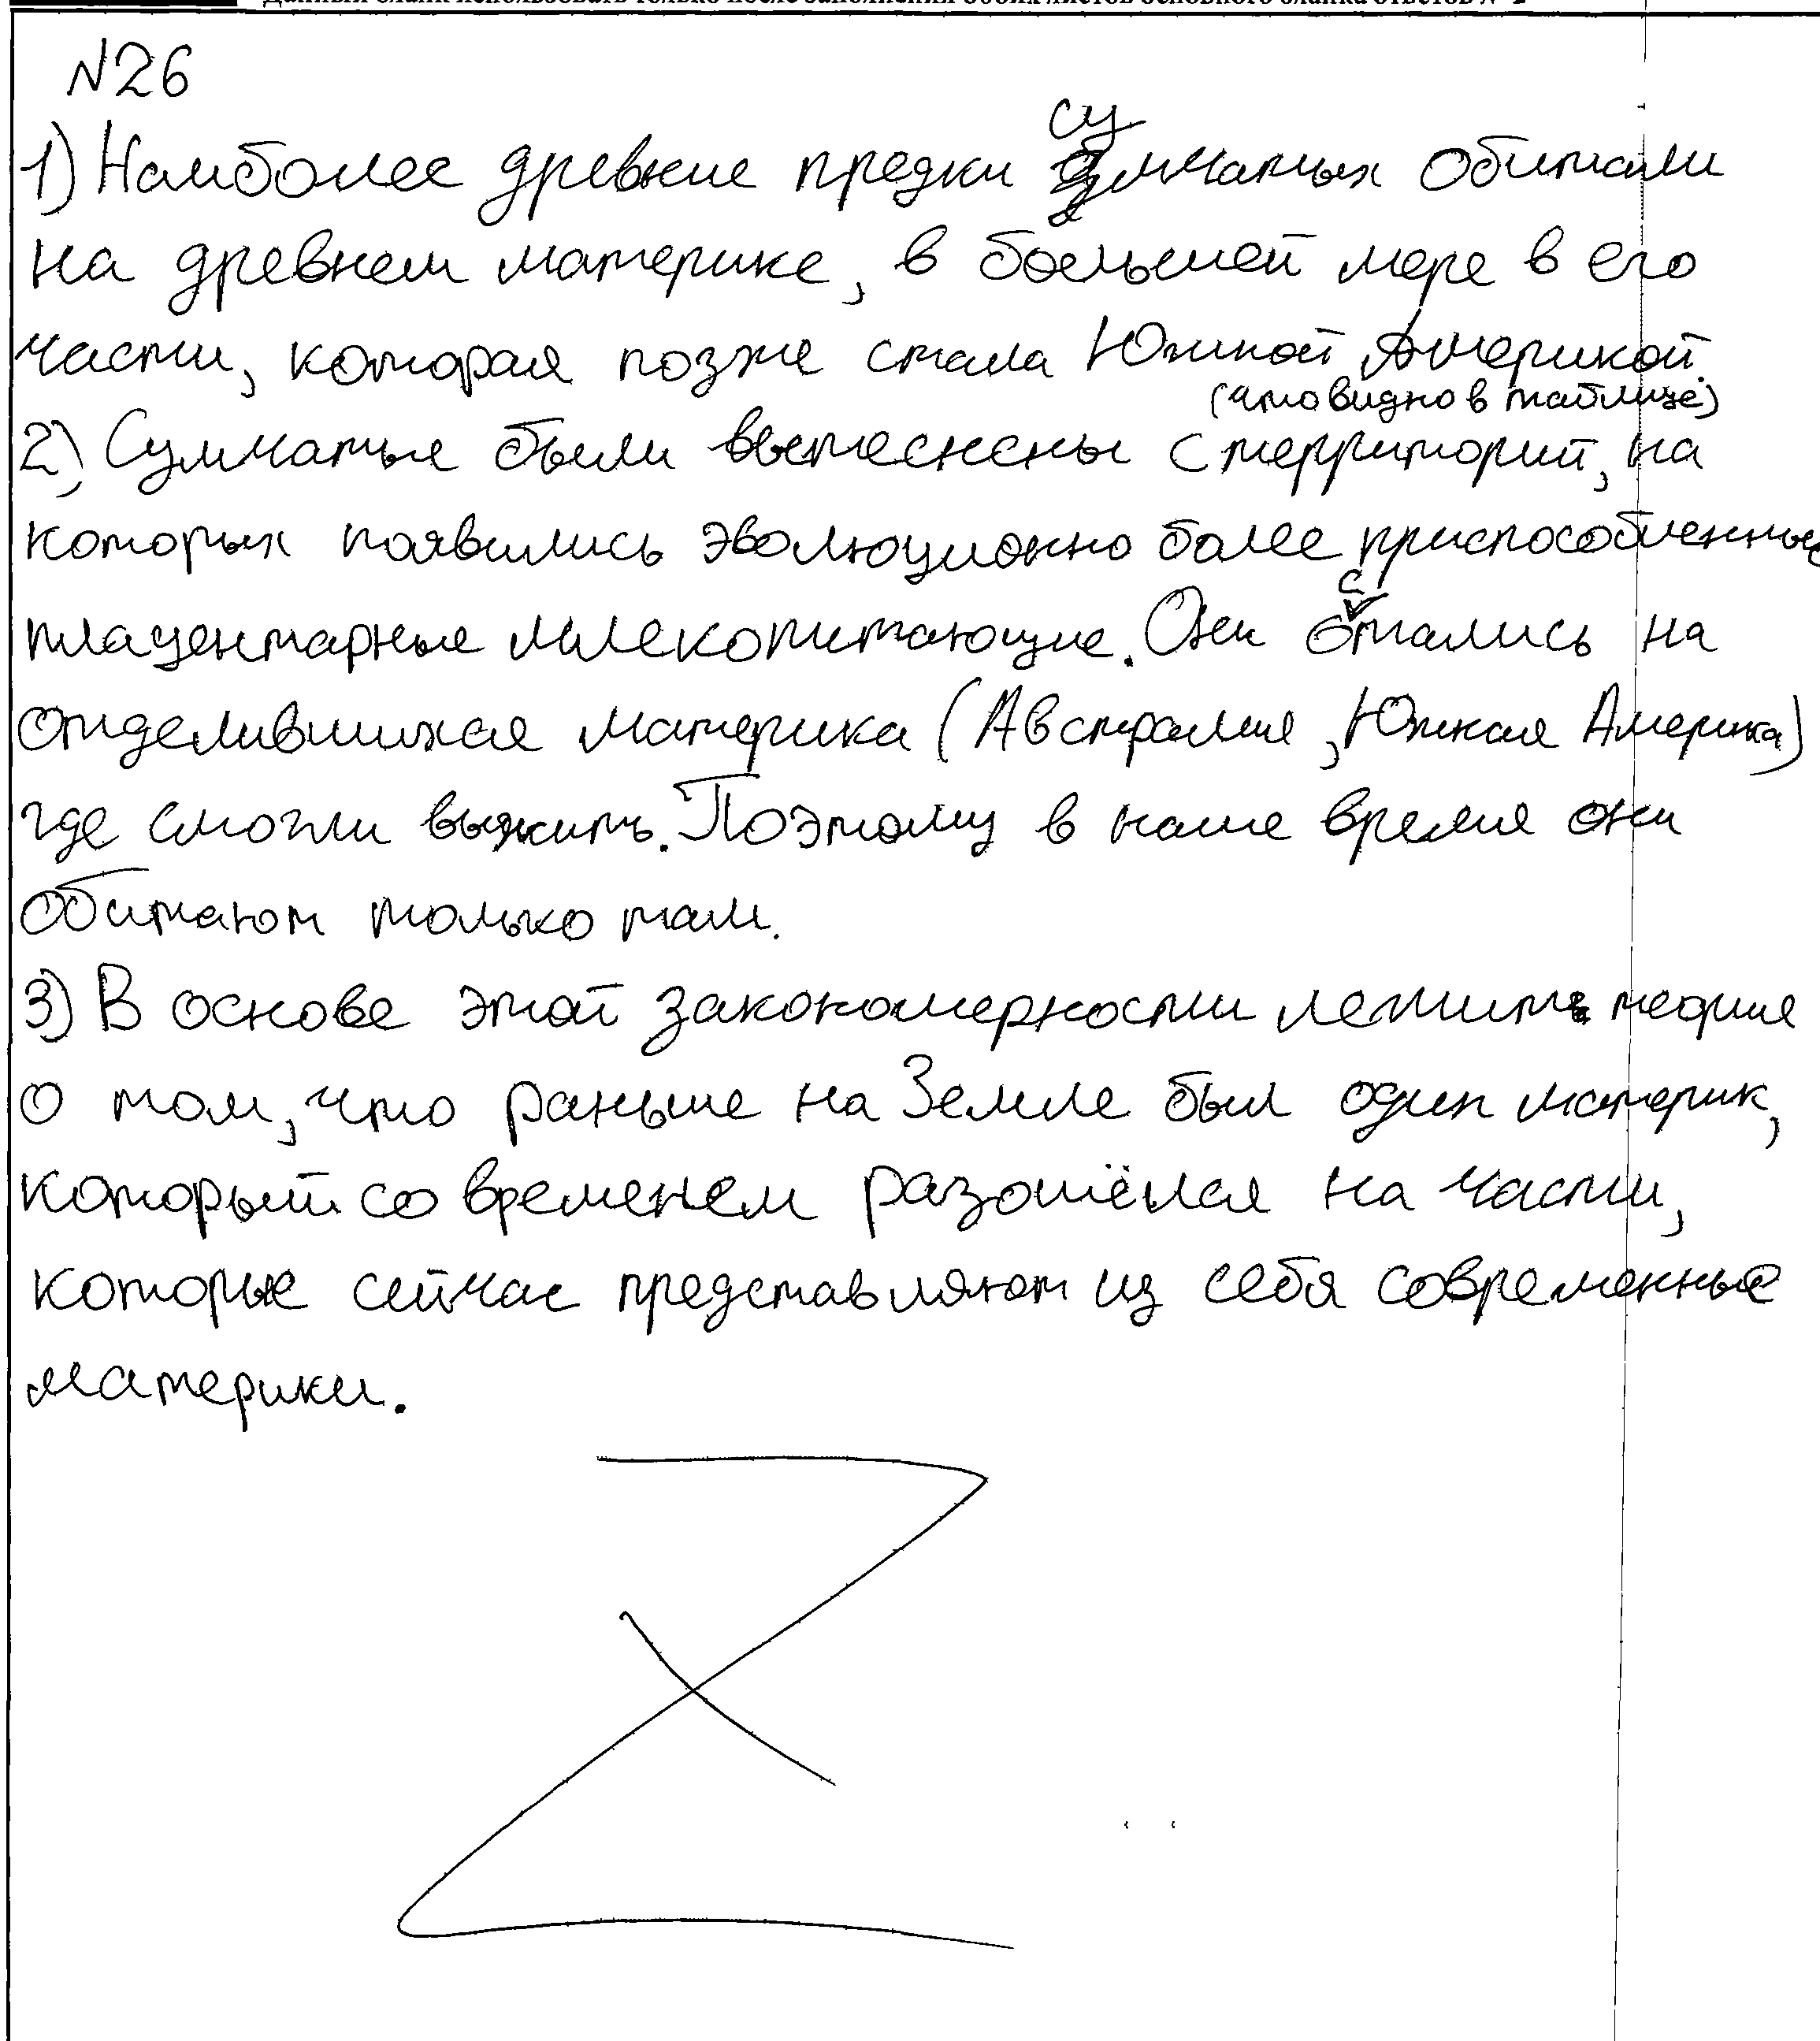 Данный бланк использовать только после заполнения обоих листов основного бланка ответов № 2
№26
1) Наиболее древние предки сумчатых обитали
на древнем материке, в большей мере в его
части, которая позже стала Южной Америкой.
(что видно в таблице)
2) Сумчатые были вытеснены с территорий, на
которых появились эволюционно более приспособленные
плацентарные млекопитающие. Они остались на
отделившихся материка (Австралия, Южная Америка)
где смогли выжить. Поэтому в наше время они
обитают только там.
3) В основе этой закономерности лежит теория
о том, что раньше на Земле был один материк,
который со временем разошёлся на части,
которые сейчас представляют из себя современные
материки.